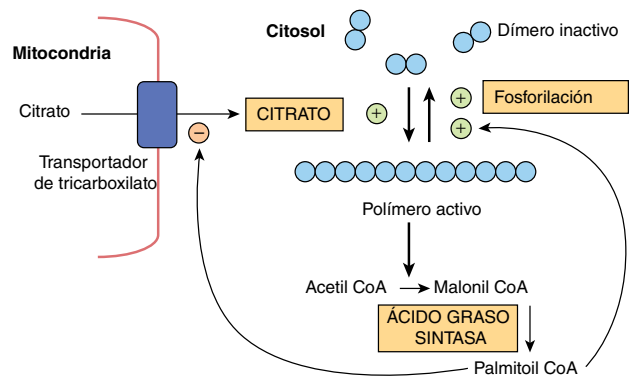 Mitocondria
Citosol
Dímero inactivo
Citrato
CITRATO
+
+
Fosforilación
+
−
Transportador
de tricarboxilato
Polímero activo
Acetil CoA
Malonil CoA
ÁCIDO GRASO
SINTASA
Palmitoil CoA